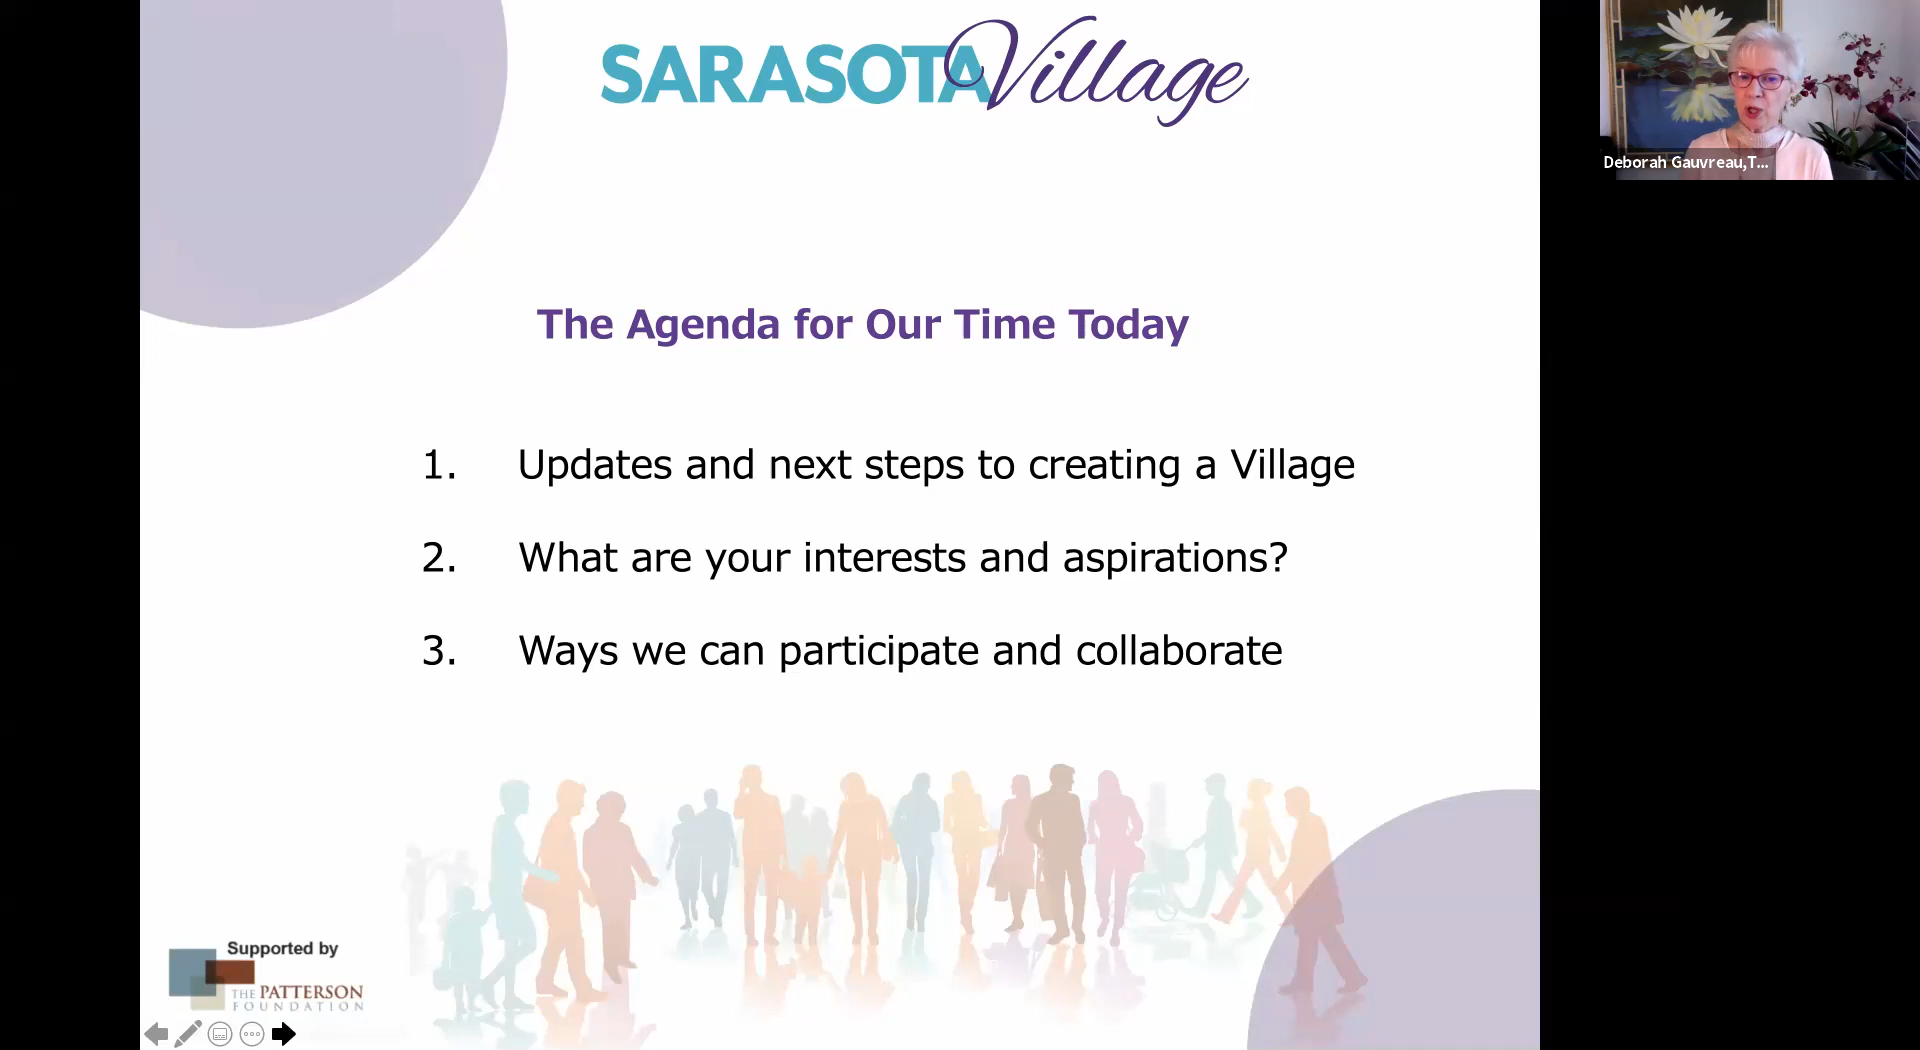 SARASOTA Village
Deborah Gauvreau,T...
The Agenda for Our Time Today
1. Updates and next steps to creating a Village
2. What are your interests and aspirations?
3. Ways we can participate and collaborate
Supported by
THE PATTERSON
FOUNDATION